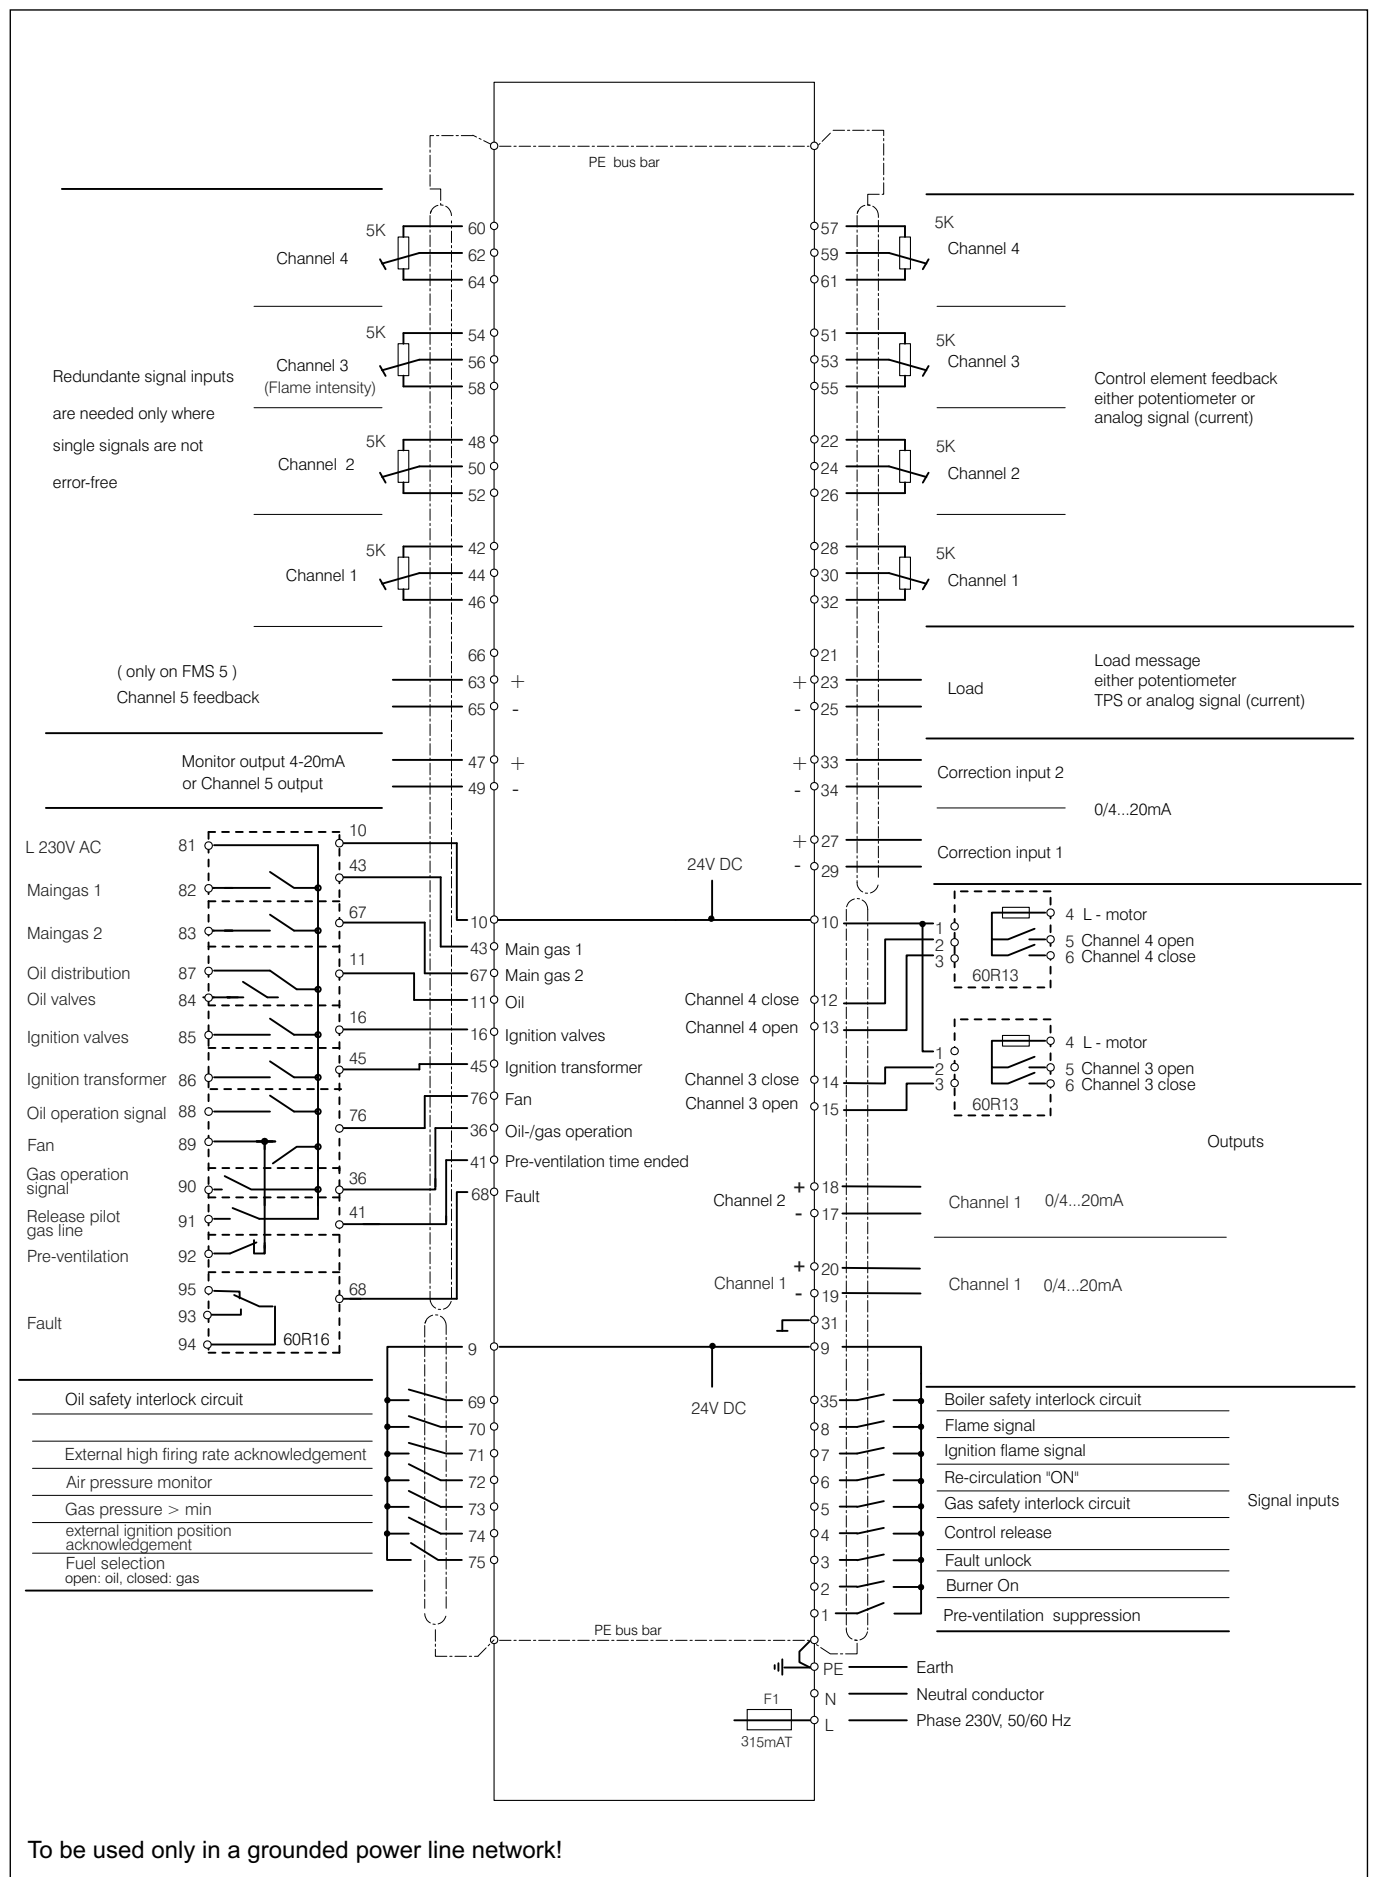 PE bus bar
5K
Channel 4
60
62
64
5K
Channel 3
(Flame intensity)
54
56
58
Redundante signal inputs
are needed only where
single signals are not
error-free
5K
Channel 2
48
50
52
5K
Channel 1
42
44
46
66
( only on FMS 5 )
Channel 5 feedback
63 +
65 -
Monitor output 4-20mA
or Channel 5 output
47 +
49 -
57
59
61
5K
Channel 4
51
53
55
5K
Channel 3
Control element feedback
either potentiometer or
analog signal (current)
22
24
26
5K
Channel 2
28
30
32
5K
Channel 1
21
+ 23
- 25
Load
Load message
either potentiometer
TPS or analog signal (current)
+ 33
- 34
Correction input 2
0/4...20mA
+ 27
- 29
Correction input 1
24V DC
L 230V AC 81 10
43
Maingas 1 82
67
Maingas 2 83
Oil distribution 87 11
Oil valves 84
16
Ignition valves 85
45
Ignition transformer 86
Oil operation signal 88
76
Fan 89
Gas operation
signal 90 36
Release pilot
gas line 91 41
Pre-ventilation 92
95 68
93
Fault
94 60R16
10
43 Main gas 1
67 Main gas 2
11 Oil
16 Ignition valves
45 Ignition transformer
76 Fan
36 Oil-/gas operation
41 Pre-ventilation time ended
68 Fault
10
Channel 4 close 12
Channel 4 open 13
Channel 3 close 14
Channel 3 open 15
1
2
3
4 L - motor
5 Channel 4 open
6 Channel 4 close
60R13
1
2
3
4 L - motor
5 Channel 3 open
6 Channel 3 close
60R13
Outputs
Channel 2
+ 18
- 17
Channel 1 0/4...20mA
Channel 1
+ 20
- 19
Channel 1 0/4...20mA
31
9
9
24V DC
Oil safety interlock circuit 69
70
External high firing rate acknowledgement 71
Air pressure monitor 72
Gas pressure > min 73
external ignition position
acknowledgement 74
Fuel selection 75
open: oil, closed: gas
35 Boiler safety interlock circuit
8 Flame signal
7 Ignition flame signal
6 Re-circulation "ON"
5 Gas safety interlock circuit
4 Control release
3 Fault unlock
2 Burner On
1 Pre-ventilation suppression
Signal inputs
PE bus bar
PE Earth
N Neutral conductor
F1
L Phase 230V, 50/60 Hz
315mAT
To be used only in a grounded power line network!